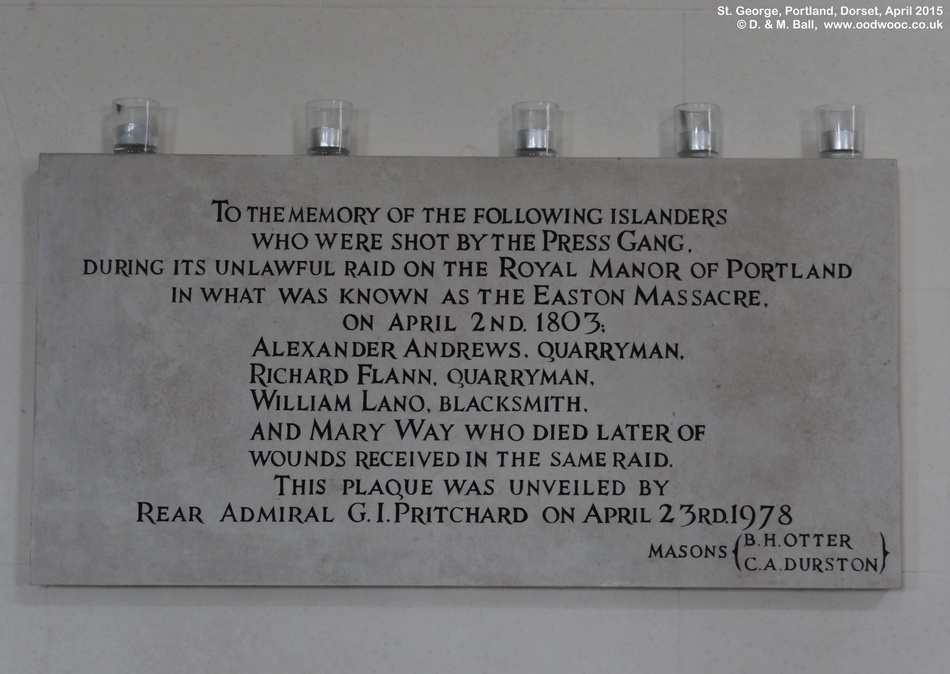 St. George, Portland, Dorset, April 2015
© D. & M. Ball, www.oodwooc.co.uk
TO THE MEMORY OF THE FOLLOWING ISLANDERS
WHO WERE SHOT BY THE PRESS GANG,
DURING ITS UNLAWFUL RAID ON THE ROYAL MANOR OF PORTLAND
IN WHAT WAS KNOWN AS THE EASTON MASSACRE,
ON APRIL 2ND. 1803;
ALEXANDER ANDREWS, QUARRYMAN,
RICHARD FLANN, QUARRYMAN,
WILLIAM LANO, BLACKSMITH,
AND MARY WAY WHO DIED LATER OF
WOUNDS RECEIVED IN THE SAME RAID.
THIS PLAQUE WAS UNVEILED BY
REAR ADMIRAL G.I.PRITCHARD ON APRIL 23RD.1978
MASONS { B.H.OTTER
C.A.DURSTON }